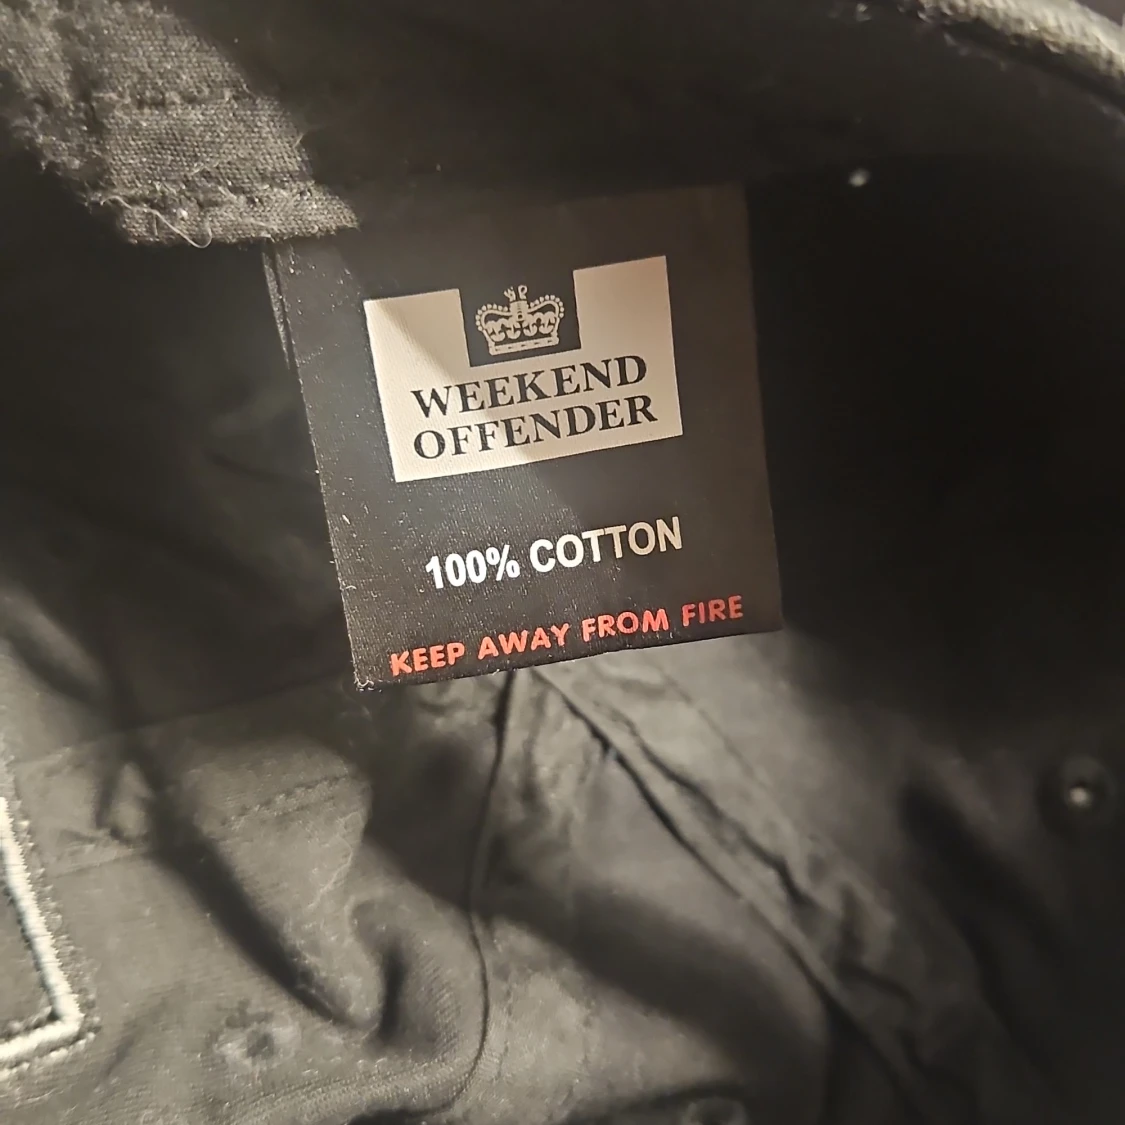 WEEKEND
OFFENDER
100% COTTON
KEEP AWAY FROM FIRE